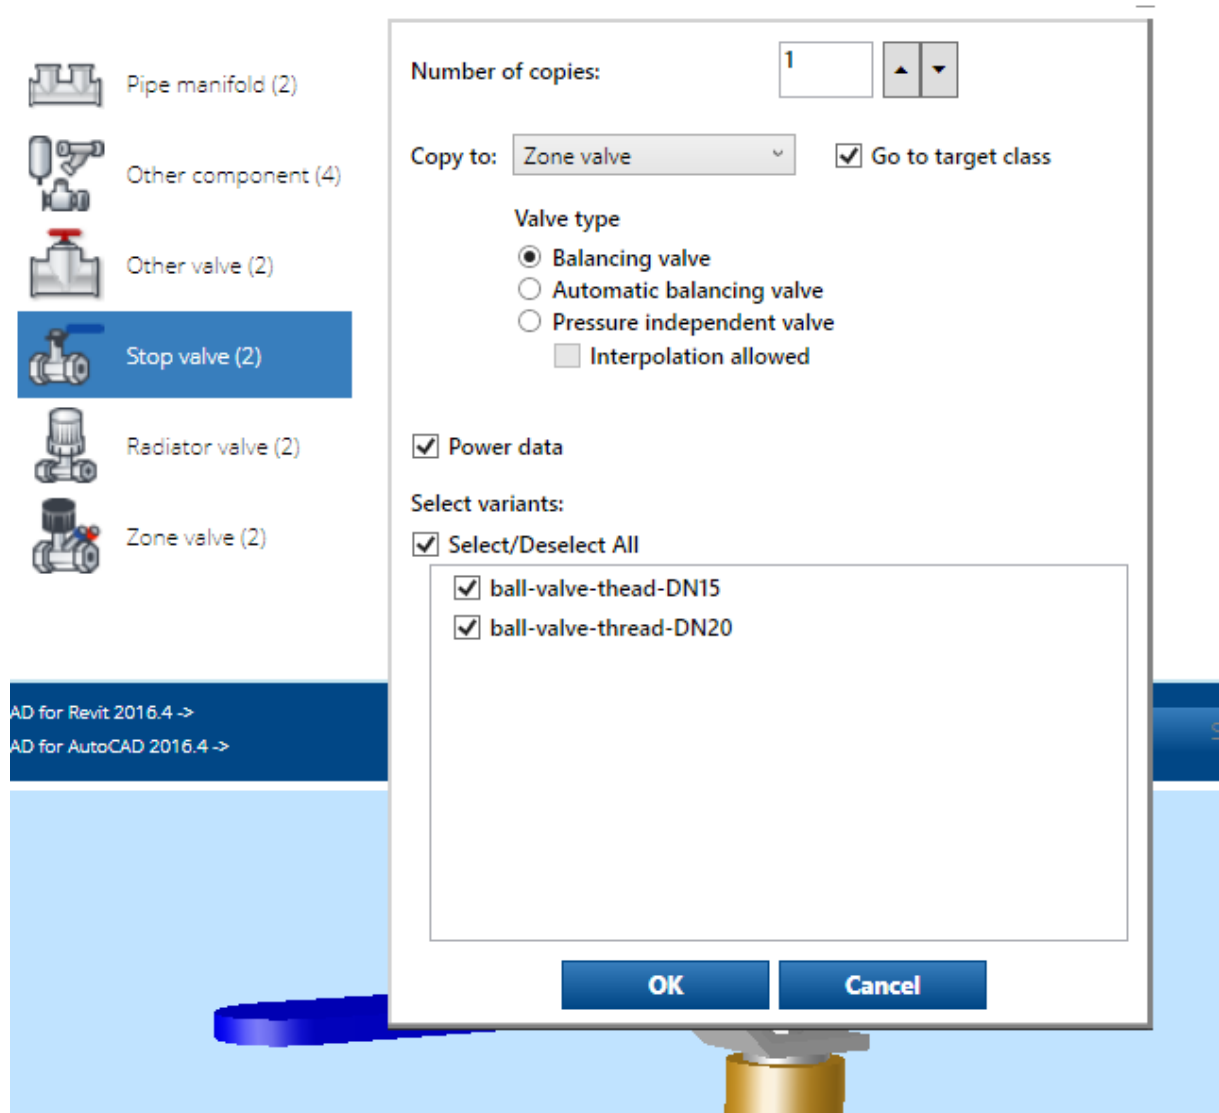 Pipe manifold (2)
Other component (4)
Other valve (2)
Stop valve (2)
Radiator valve (2)
Zone valve (2)
Number of copies:
1
Copy to:
Zone valve
Go to target class
Valve type
Balancing valve
Automatic balancing valve
Pressure independent valve
Interpolation allowed
Power data
Select variants:
Select/Deselect All
ball-valve-thead-DN15
ball-valve-thread-DN20
OK
Cancel
AD for Revit 2016.4 ->
AD for AutoCAD 2016.4 ->